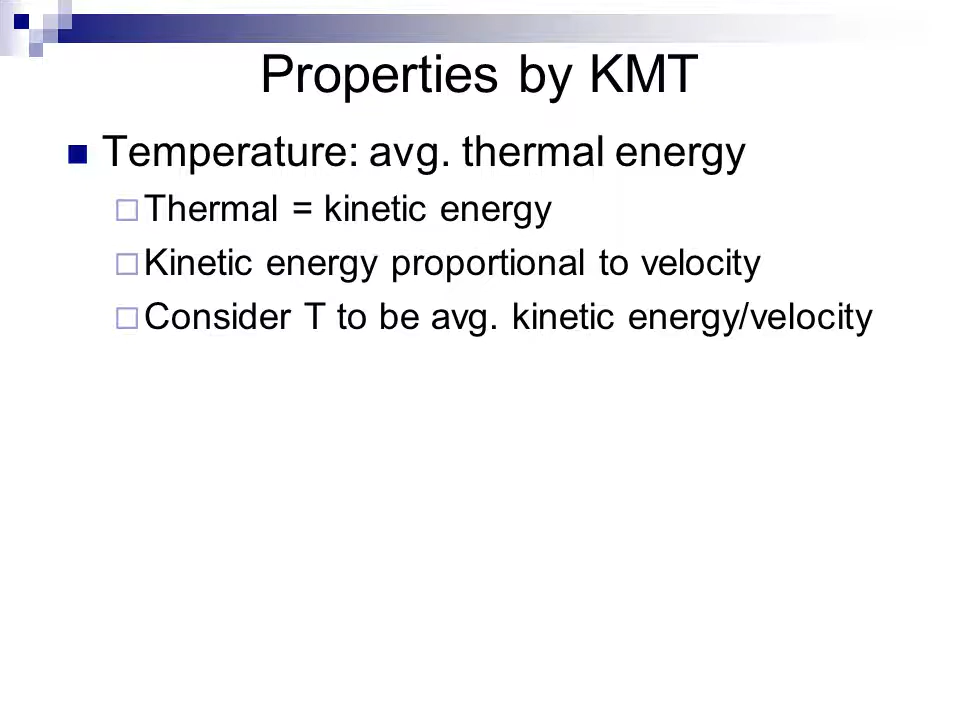 Properties by KMT
Temperature: avg. thermal energy
Thermal = kinetic energy
Kinetic energy proportional to velocity
Consider T to be avg. kinetic energy/velocity